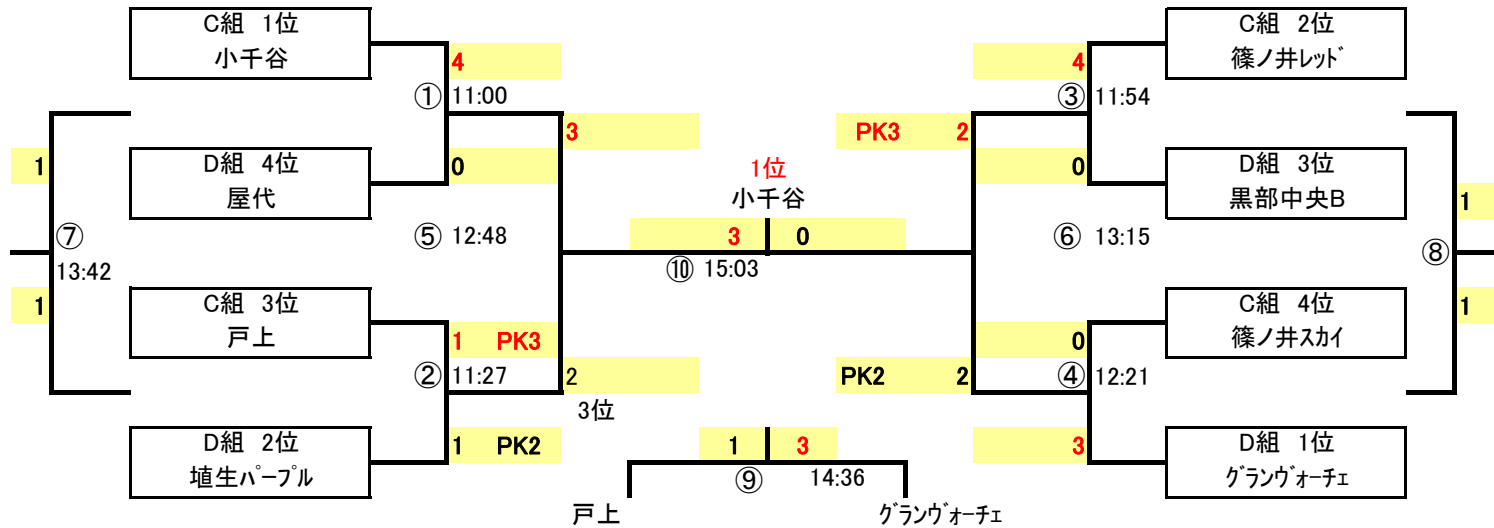 C組 1位
小千谷
C組 2位
篠ノ井レッド
4
4
① 11:00
③ 11:54
3
PK3 2
1
D組 4位
屋代
0
1位
小千谷
0
D組 3位
黒部中央B
1
⑦
13:42
⑤ 12:48
3 0
⑥ 13:15
⑧
⑩ 15:03
1
C組 3位
戸上
1 PK3
0
C組 4位
篠ノ井スカイ
1
② 11:27
2
PK2 2
④ 12:21
3位
D組 2位
埴生パープル
1 PK2
1 3
3
D組 1位
グランヴォーチェ
⑨ 14:36
戸上
グランヴォーチェ